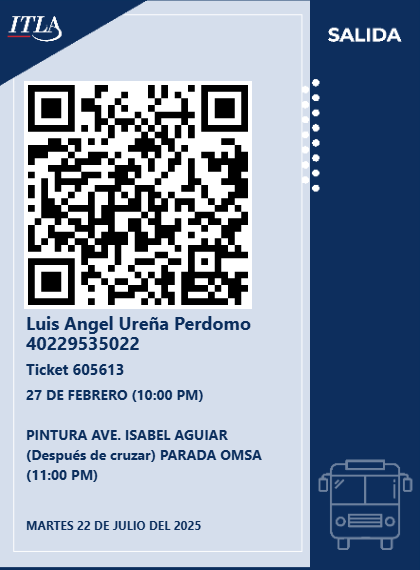 ITLA
SALIDA
Luis Angel Ureña Perdomo
40229535022
Ticket 605613
27 DE FEBRERO (10:00 PM)
PINTURA AVE. ISABEL AGUIAR
(Después de cruzar) PARADA OMSA
(11:00 PM)
MARTES 22 DE JULIO DEL 2025